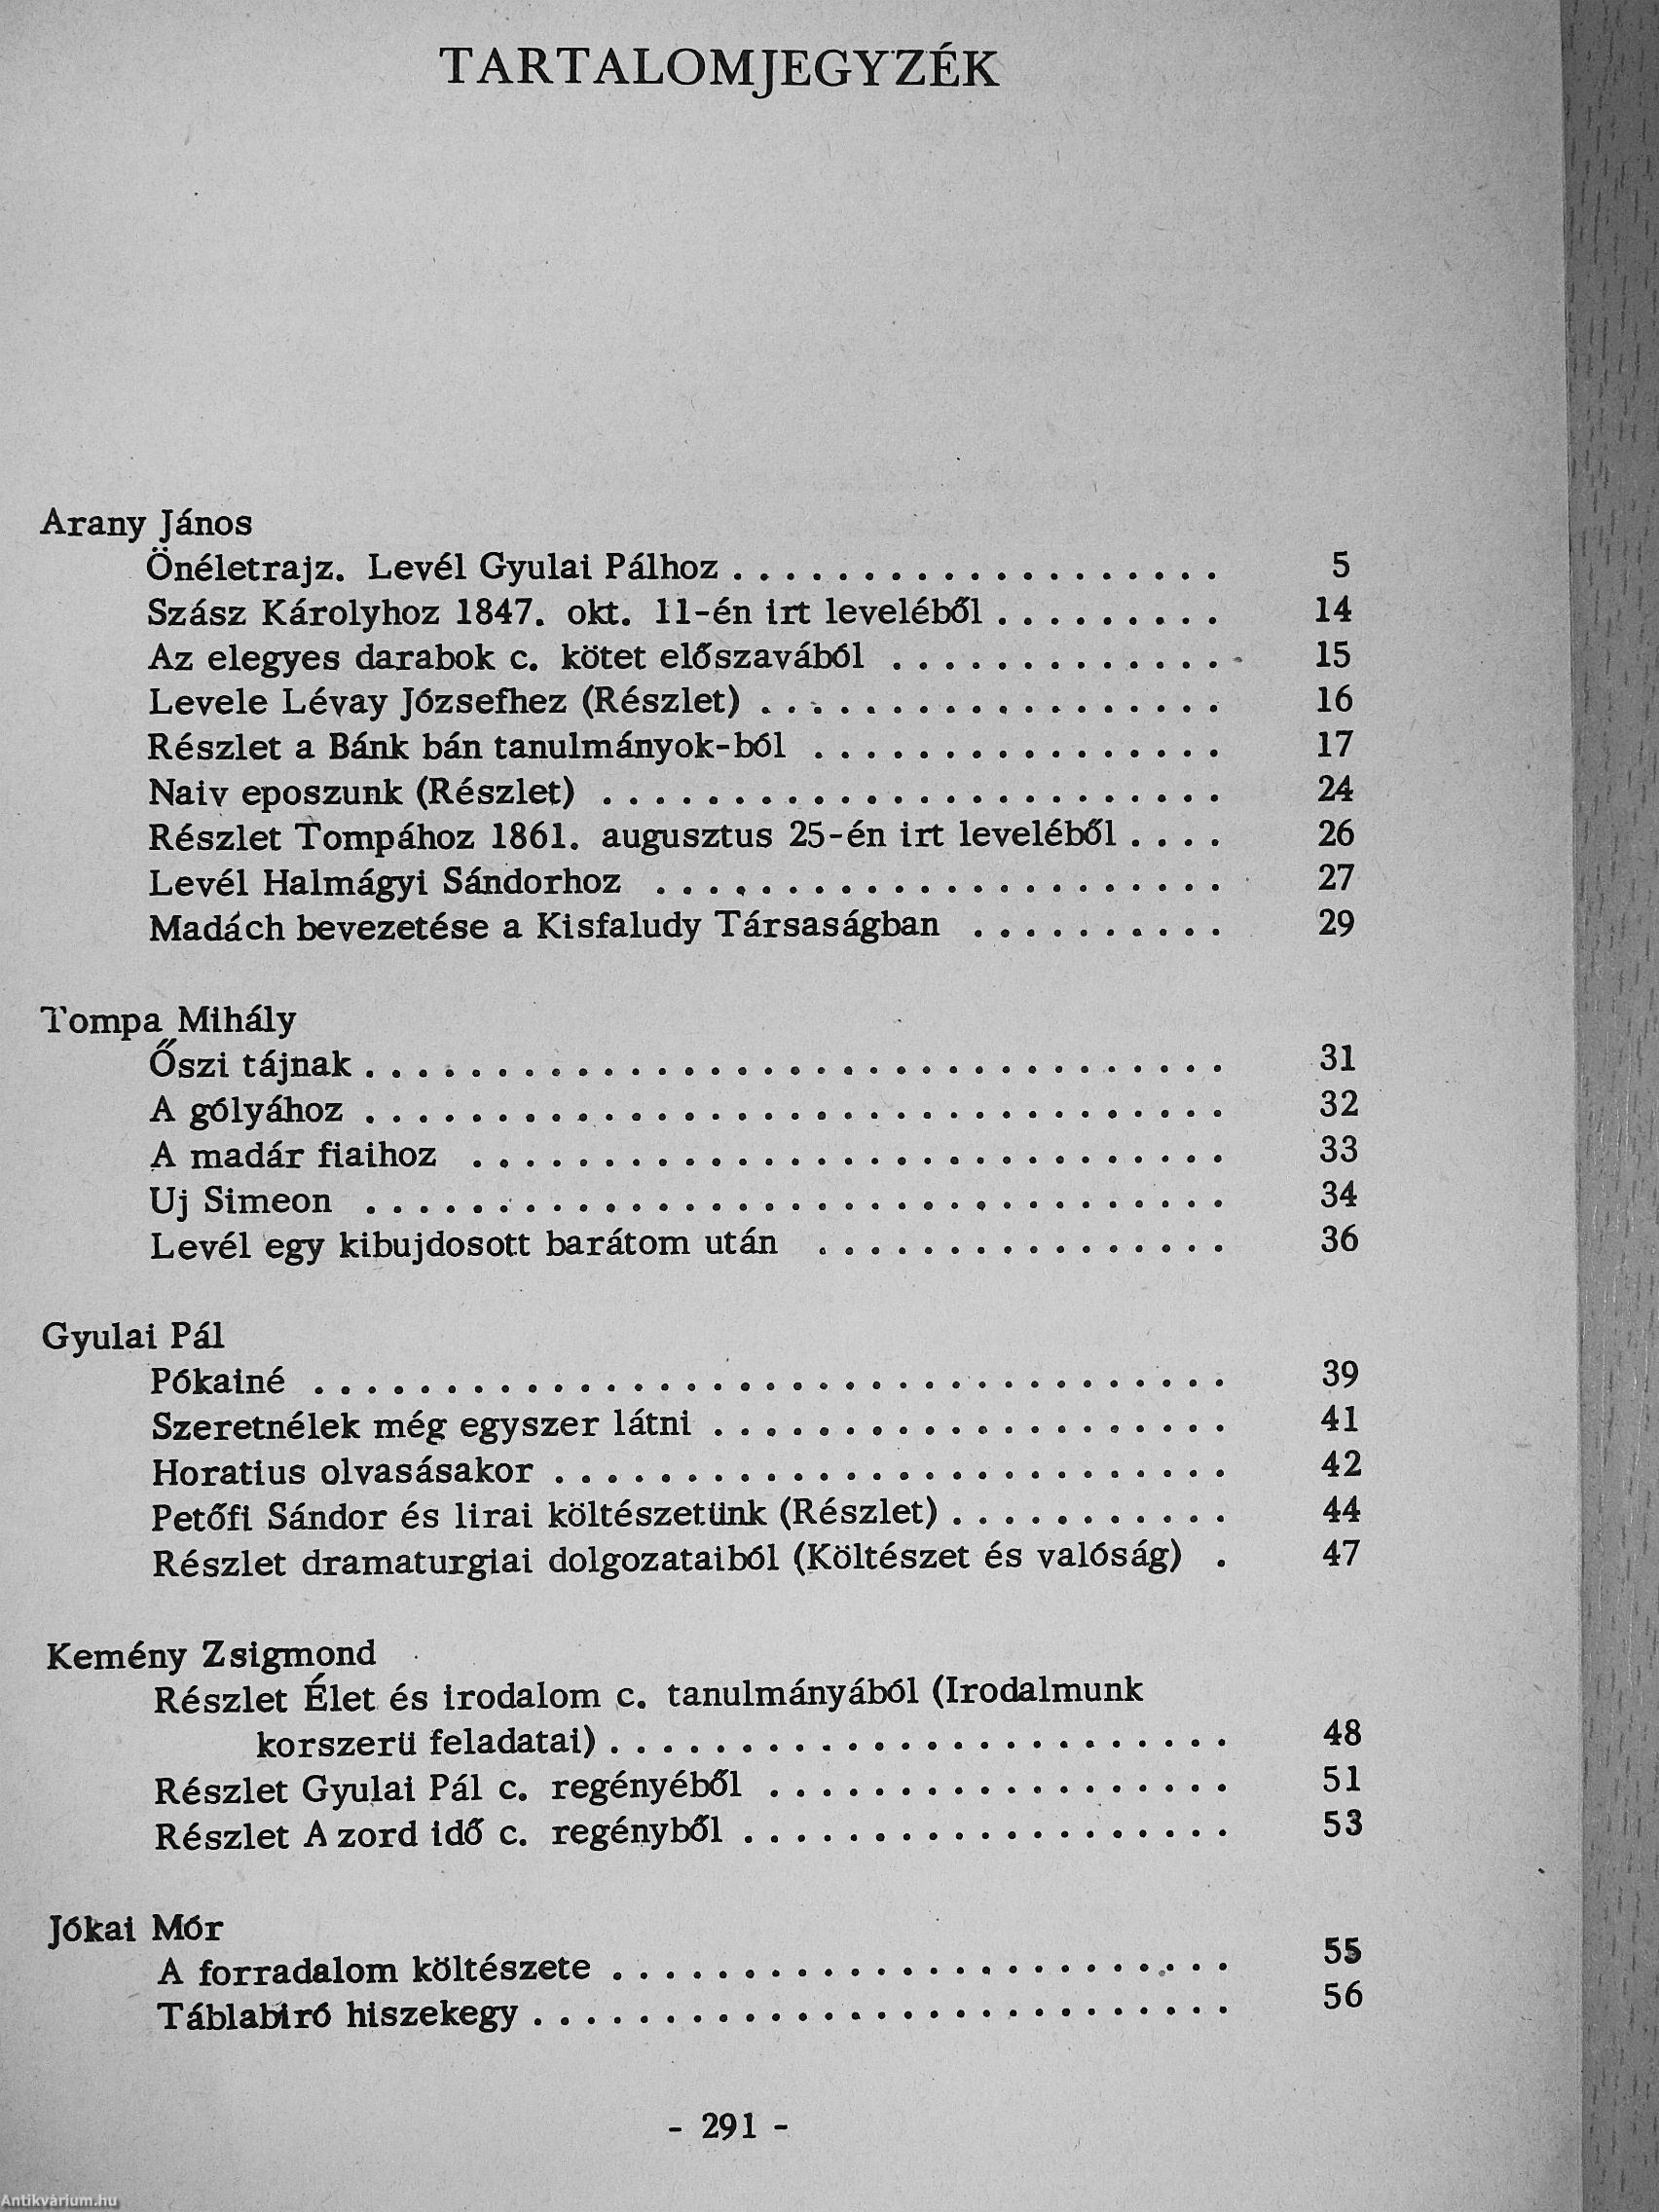 TARTALOMJEGYZÉK
Arany János
Önéletrajz. Levél Gyulai Pálhoz . . . . . . . . . . . . . . . . . . . 5
Szász Károlyhoz 1847. okt. 11-én irt leveléből . . . . . . . . . 14
Az elegyes darabok c. kötet előszavából . . . . . . . . . . . . . . 15
Levele Lévay Józsefhez (Részlet) . . . . . . . . . . . . . . . . . . 16
Részlet a Bánk bán tanulmányok-ból . . . . . . . . . . . . . . . . 17
Naiv eposzunk (Részlet) . . . . . . . . . . . . . . . . . . . . . . . . 24
Részlet Tompához 1861. augusztus 25-én irt leveléből . . . . 26
Levél Halmágyi Sándorhoz . . . . . . . . . . . . . . . . . . . . . . 27
Madách bevezetése a Kisfaludy Társaságban . . . . . . . . . . 29
Tompa Mihály
Őszi tájnak . . . . . . . . . . . . . . . . . . . . . . . . . . . . . . . . . 31
A gólyához . . . . . . . . . . . . . . . . . . . . . . . . . . . . . . . . . 32
A madár fiaihoz . . . . . . . . . . . . . . . . . . . . . . . . . . . . . 33
Uj Simeon . . . . . . . . . . . . . . . . . . . . . . . . . . . . . . . . . 34
Levél egy kibujdosott barátom után . . . . . . . . . . . . . . . . 36
Gyulai Pál
Pókainé . . . . . . . . . . . . . . . . . . . . . . . . . . . . . . . . . . . 39
Szeretnélek még egyszer látni . . . . . . . . . . . . . . . . . . . . 41
Horatius olvasásakor . . . . . . . . . . . . . . . . . . . . . . . . . . 42
Petőfi Sándor és lirai költészetünk (Részlet) . . . . . . . . . . . 44
Részlet dramaturgiai dolgozataiból (Költészet és valóság) . 47
Kemény Zsigmond
Részlet Élet és irodalom c. tanulmányából (Irodalmunk
korszerü feladatai) . . . . . . . . . . . . . . . . . . . . . . . . 48
Részlet Gyulai Pál c. regényéből . . . . . . . . . . . . . . . . . . 51
Részlet A zord idő c. regényből . . . . . . . . . . . . . . . . . . . 53
Jókai Mór
A forradalom költészete . . . . . . . . . . . . . . . . . . . . . . . . 55
Táblabiró hiszekegy . . . . . . . . . . . . . . . . . . . . . . . . . . . 56
- 291 -
Antikvárium.hu